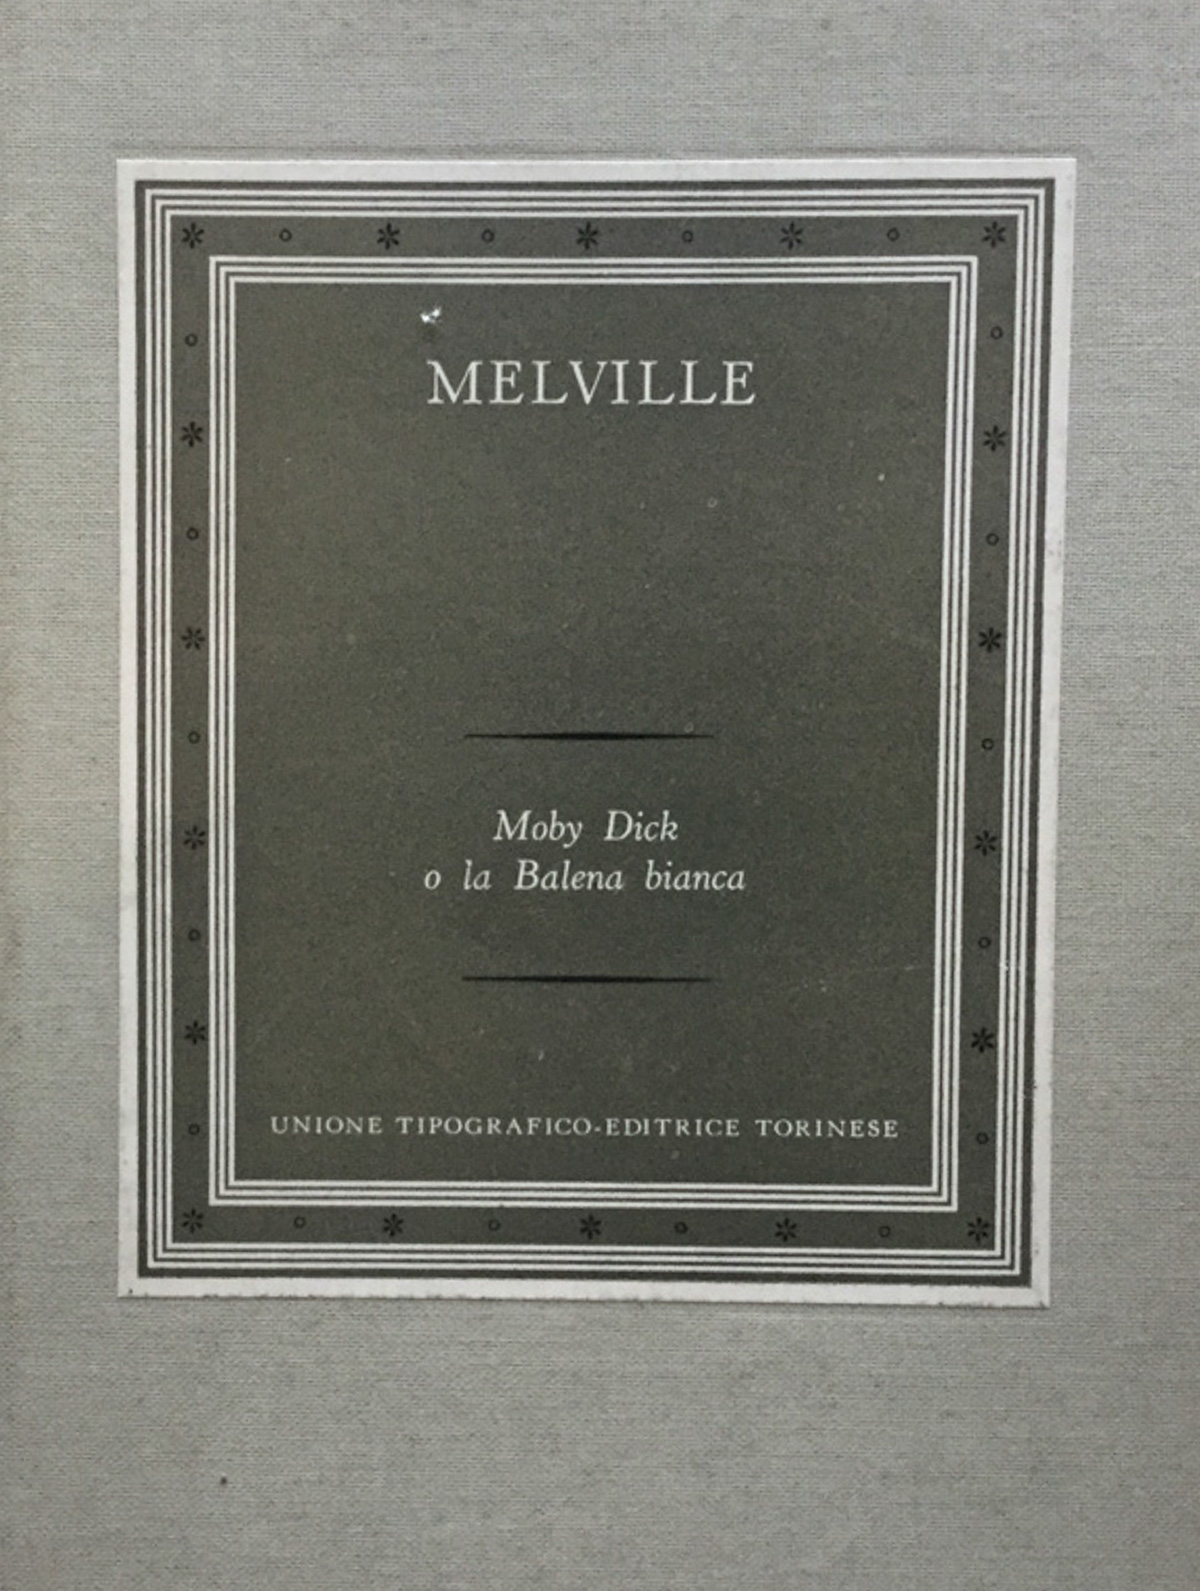 MELVILLE
Moby Dick
o la Balena bianca
UNIONE TIPOGRAFICO-EDITRICE TORINESE